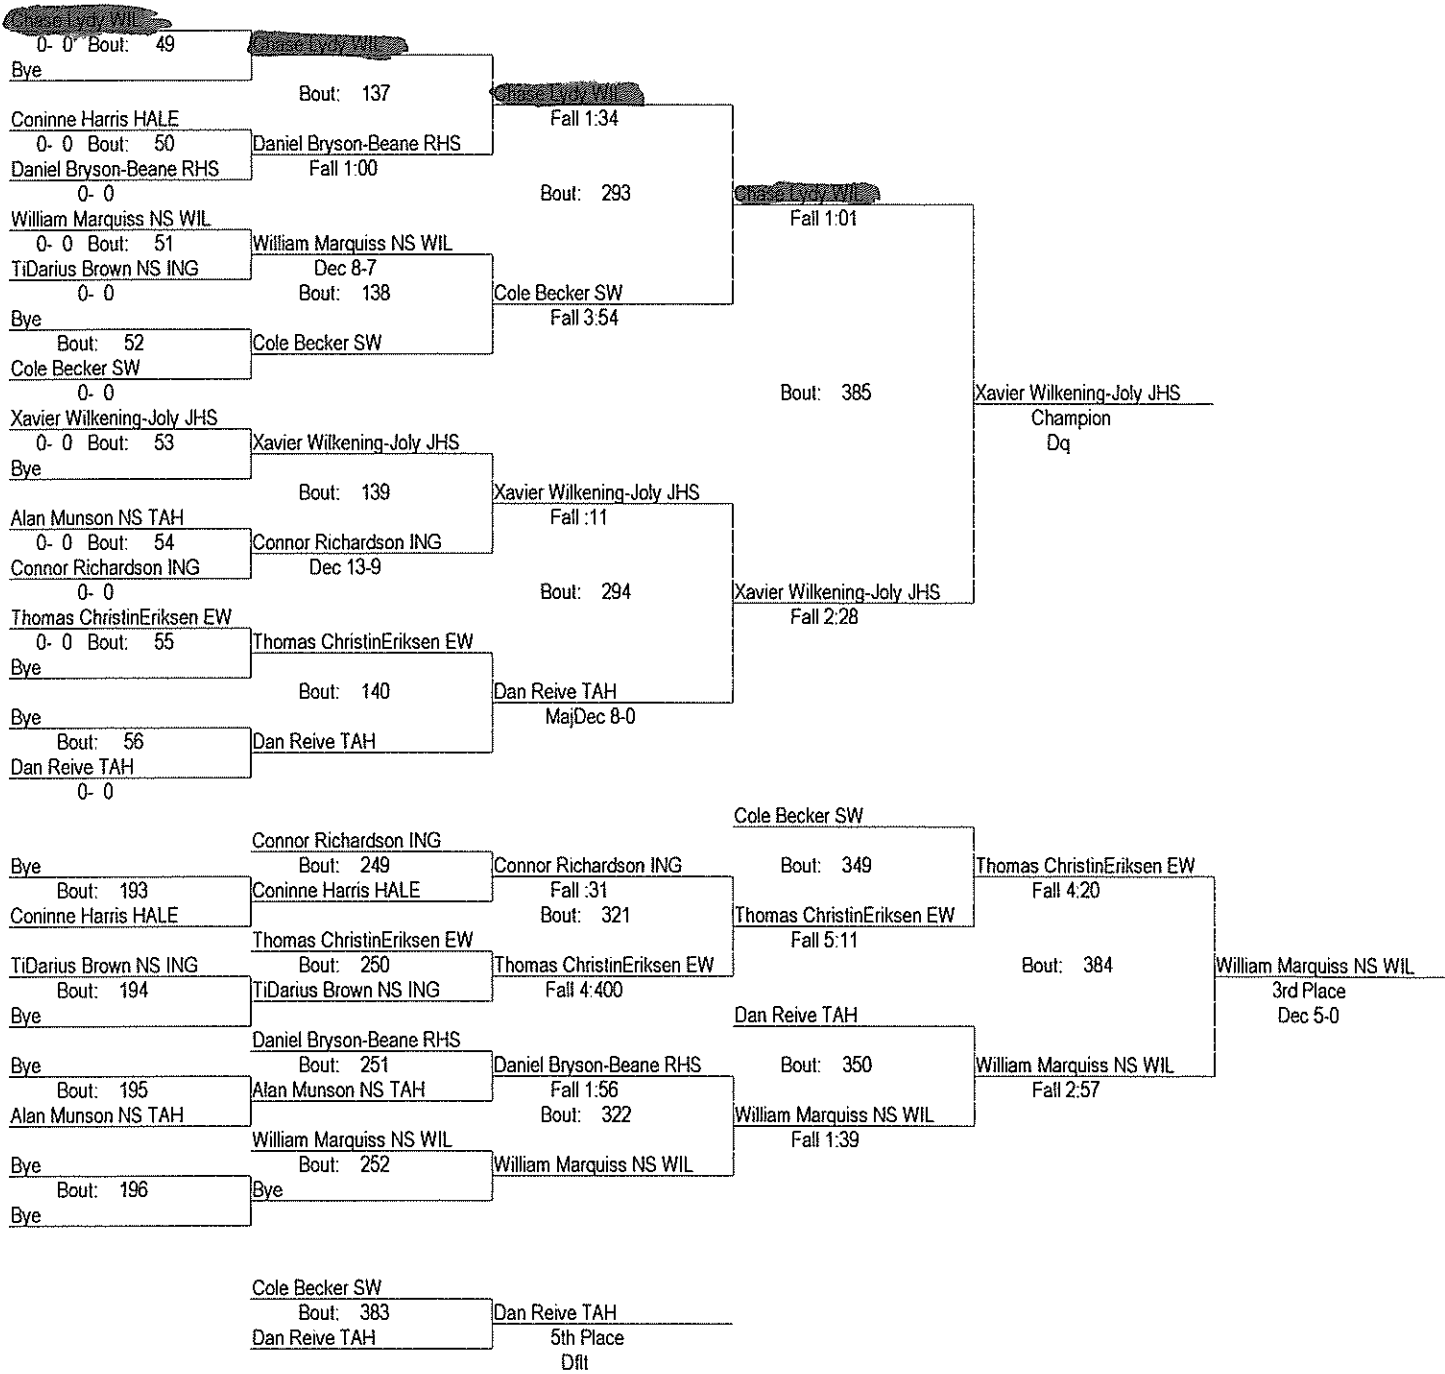 Chase Lydy WIL
0- 0 Bout: 49 Chase Lydy WIL
Bye
Bout: 137 Chase Lydy WIL
Coninne Harris HALE Fall 1:34
0- 0 Bout: 50 Daniel Bryson-Beane RHS
Daniel Bryson-Beane RHS Fall 1:00
0- 0 Bout: 293 Chase Lydy WIL
William Marquiss NS WIL Fall 1:01
0- 0 Bout: 51 William Marquiss NS WIL
TiDarius Brown NS ING Dec 8-7
0- 0 Bout: 138 Cole Becker SW
Bye Fall 3:54
Bout: 52 Cole Becker SW
Cole Becker SW
0- 0 Bout: 385 Xavier Wilkening-Joly JHS
Xavier Wilkening-Joly JHS Champion
0- 0 Bout: 53 Xavier Wilkening-Joly JHS Dq
Bye
Bout: 139 Xavier Wilkening-Joly JHS
Alan Munson NS TAH Fall :11
0- 0 Bout: 54 Connor Richardson ING
Connor Richardson ING Dec 13-9
0- 0 Bout: 294 Xavier Wilkening-Joly JHS
Thomas ChristinEriksen EW Fall 2:28
0- 0 Bout: 55 Thomas ChristinEriksen EW
Bye
Bout: 140 Dan Reive TAH
Bye MajDec 8-0
Bout: 56 Dan Reive TAH
Dan Reive TAH
0- 0
Cole Becker SW
Connor Richardson ING
Bye Bout: 249 Connor Richardson ING Bout: 349 Thomas ChristinEriksen EW
Bout: 193 Coninne Harris HALE Fall :31 Fall 4:20
Coninne Harris HALE Bout: 321 Thomas ChristinEriksen EW
Thomas ChristinEriksen EW Fall 5:11
TiDarius Brown NS ING Bout: 250 Thomas ChristinEriksen EW Bout: 384 William Marquiss NS WIL
Bout: 194 TiDarius Brown NS ING Fall 4:400 3rd Place
Bye Dan Reive TAH Dec 5-0
Daniel Bryson-Beane RHS
Bye Bout: 251 Daniel Bryson-Beane RHS Bout: 350 William Marquiss NS WIL
Bout: 195 Alan Munson NS TAH Fall 1:56 Fall 2:57
Alan Munson NS TAH Bout: 322 William Marquiss NS WIL
William Marquiss NS WIL Fall 1:39
Bye Bout: 252 William Marquiss NS WIL
Bout: 196 Bye
Bye
Cole Becker SW
Bout: 383 Dan Reive TAH
Dan Reive TAH 5th Place
Dflt